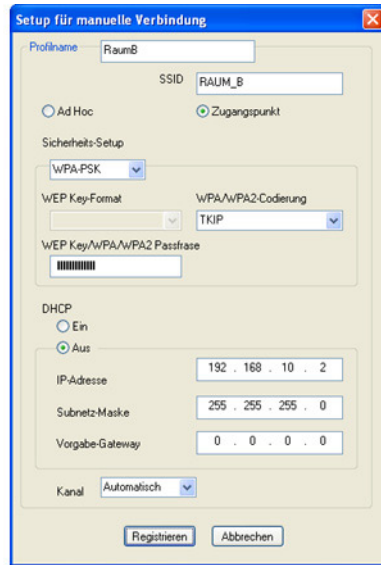 Setup für manuelle Verbindung
Profilname RaumB
SSID RAUM_B
Ad Hoc Zugangspunkt
Sicherheits-Setup
WPA-PSK
WEP Key-Format WPA/WPA2-Codierung
TKIP
WEP Key/WPA/WPA2 Passfrase
DHCP
Ein
Aus
IP-Adresse 192 . 168 . 10 . 2
Subnetz-Maske 255 . 255 . 255 . 0
Vorgabe-Gateway 0 . 0 . 0 . 0
Kanal Automatisch
Registrieren Abbrechen